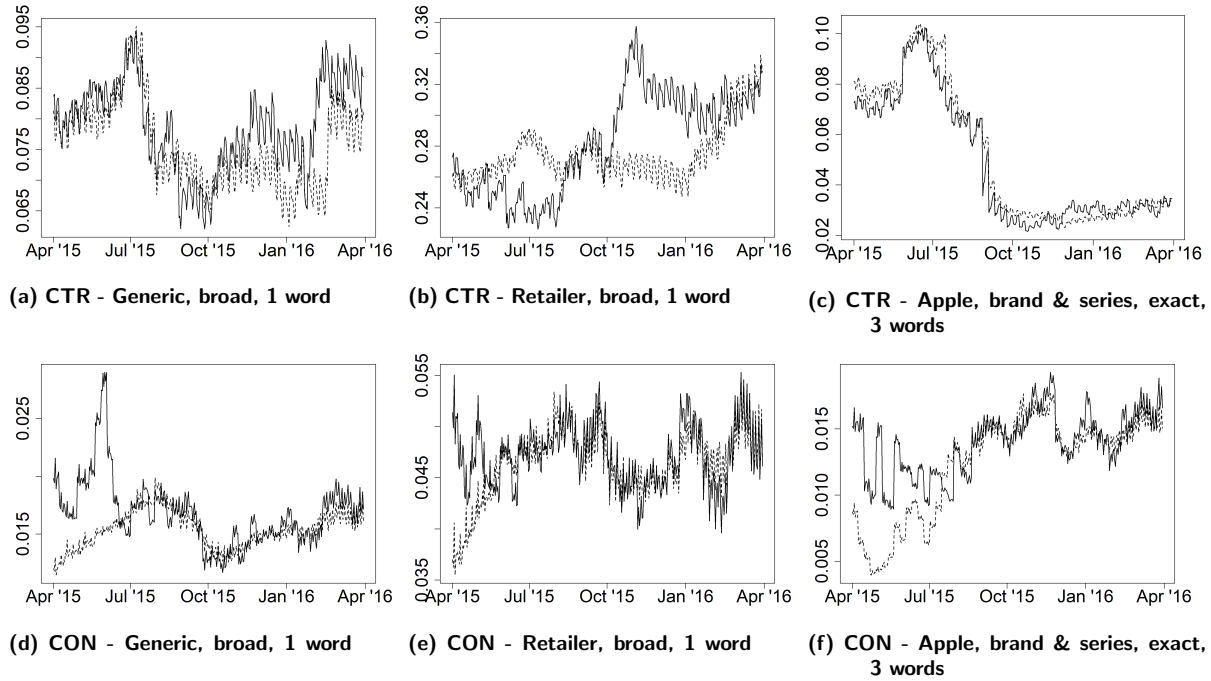 0.095
0.085
0.075
0.065
Apr '15 Jul '15 Oct '15 Jan '16 Apr '16
(a) CTR - Generic, broad, 1 word
0.36
0.32
0.28
0.24
Apr '15 Jul '15 Oct '15 Jan '16 Apr '16
(b) CTR - Retailer, broad, 1 word
0.10
0.08
0.06
0.04
0.02
Apr '15 Jul '15 Oct '15 Jan '16 Apr '16
(c) CTR - Apple, brand & series, exact,
3 words
0.025
0.015
Apr '15 Jul '15 Oct '15 Jan '16 Apr '16
(d) CON - Generic, broad, 1 word
0.055
0.045
0.035
Apr '15 Jul '15 Oct '15 Jan '16 Apr '16
(e) CON - Retailer, broad, 1 word
0.015
0.010
0.005
Apr '15 Jul '15 Oct '15 Jan '16 Apr '16
(f) CON - Apple, brand & series, exact,
3 words